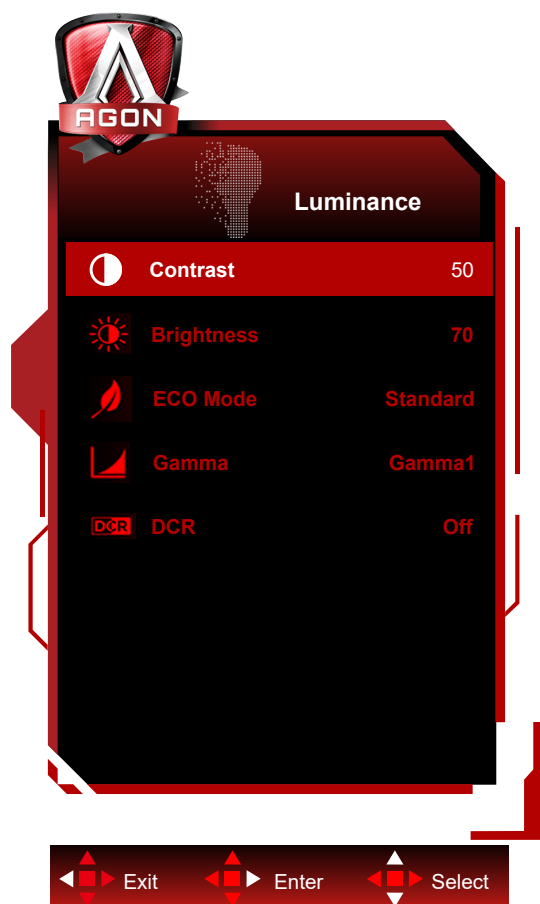 AGON
Luminance
Contrast 50
Brightness 70
ECO Mode Standard
Gamma Gamma1
DCR DCR Off
Exit Enter Select